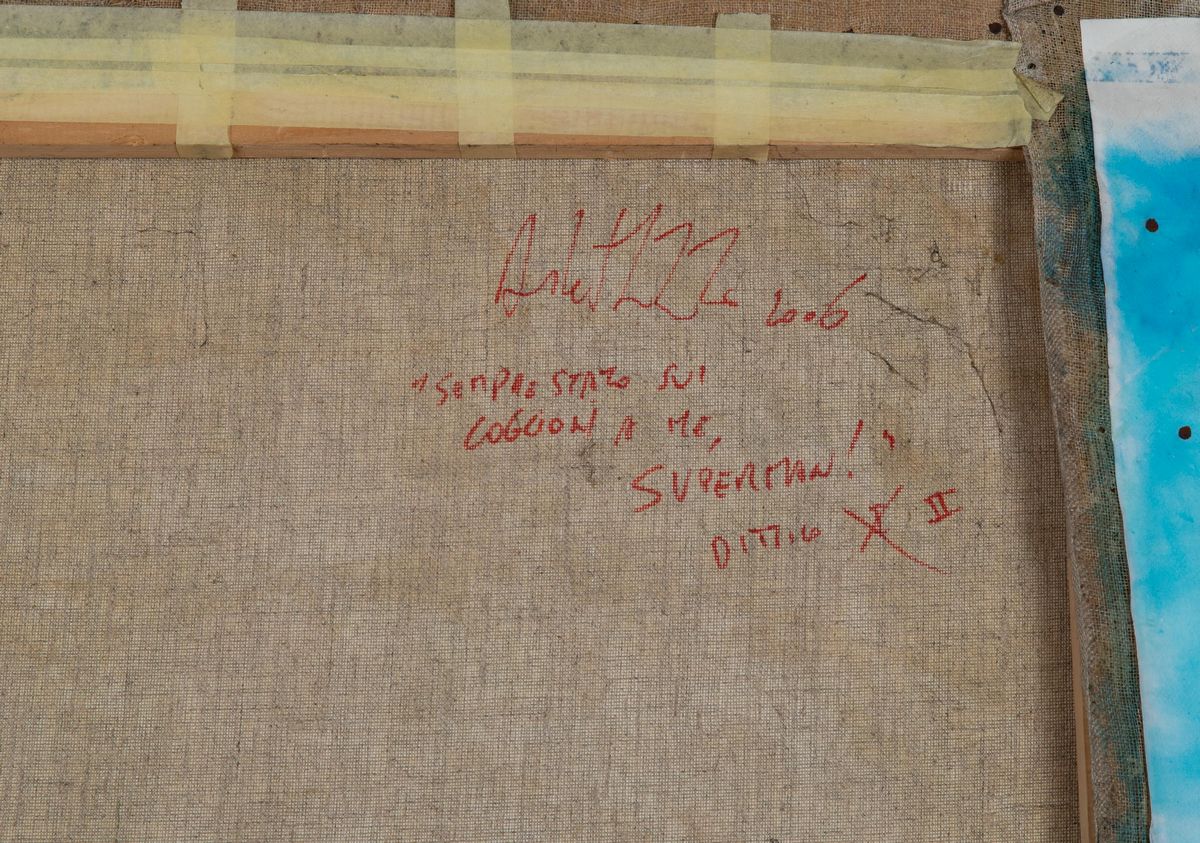 2006
"SEMPRE STATO SUI
COGLIONI A ME,
SUPERMAN!"
DITTICO X II